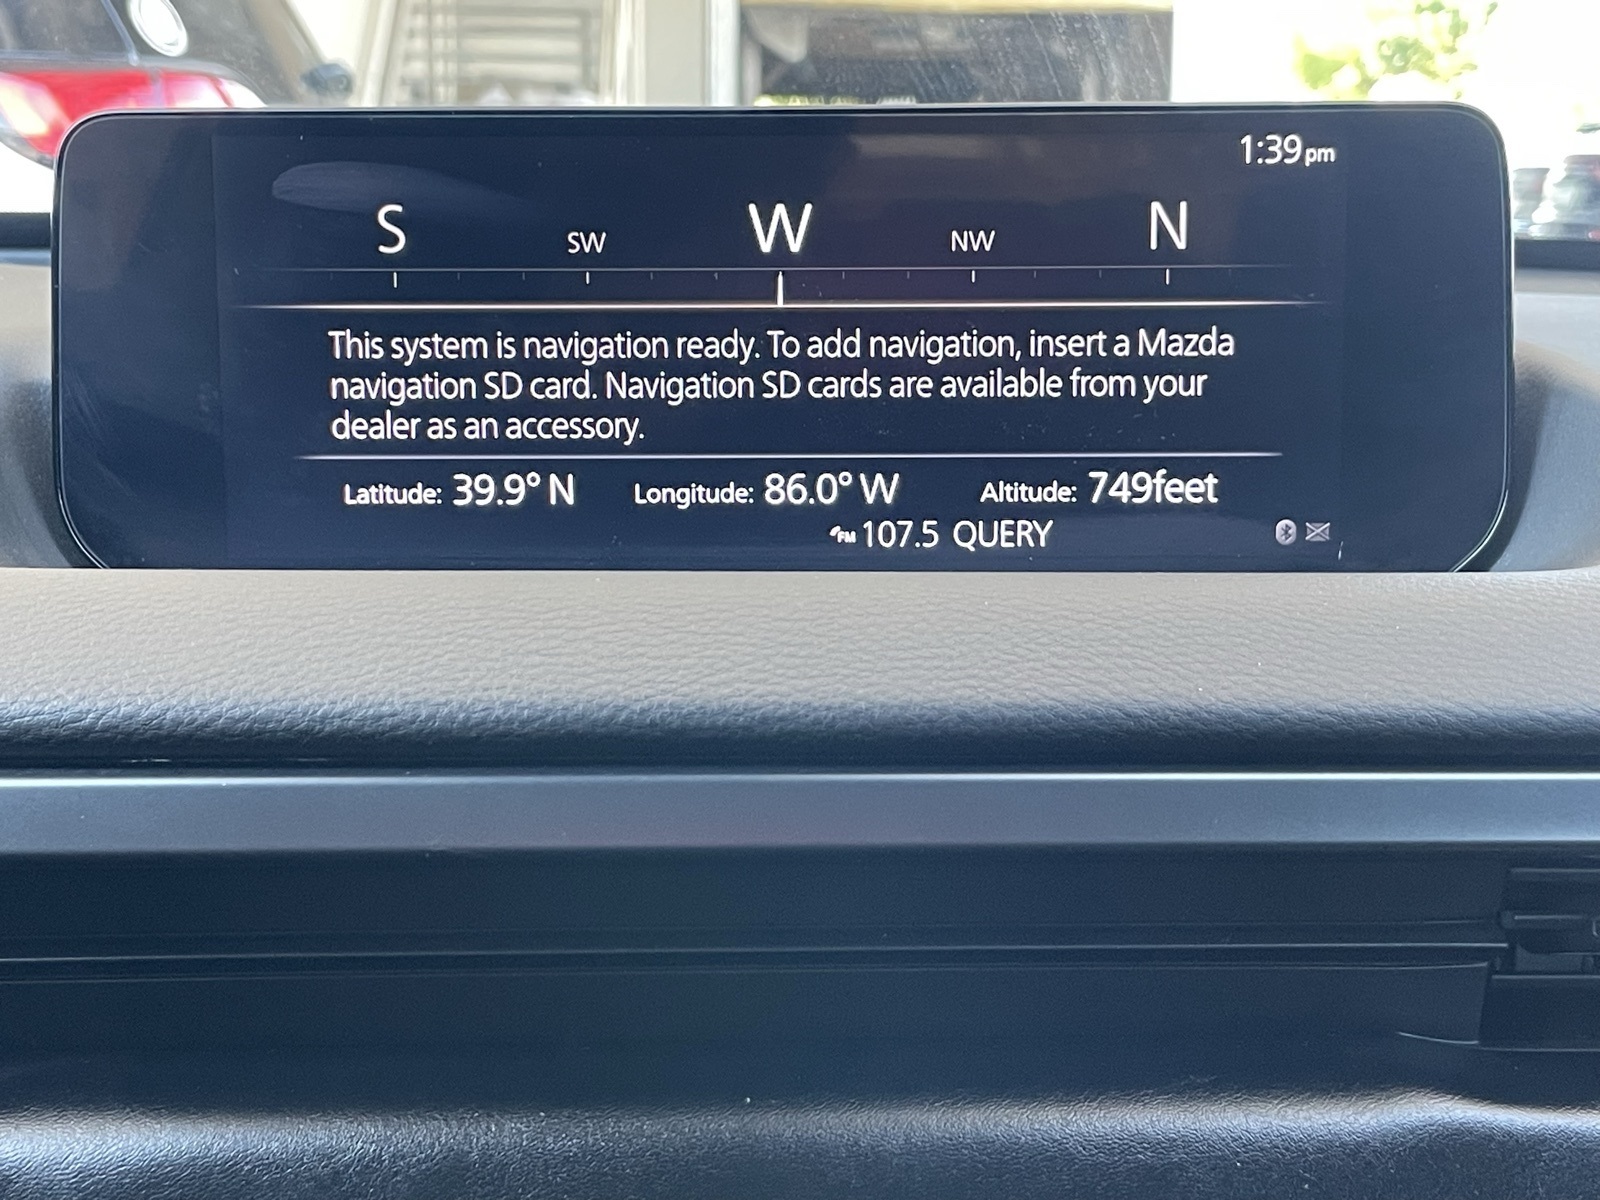 1:39pm
S SW W NW N
This system is navigation ready. To add navigation, insert a Mazda
navigation SD card. Navigation SD cards are available from your
dealer as an accessory.
Latitude: 39.9° N Longitude: 86.0° W Altitude: 749feet
FM 107.5 QUERY